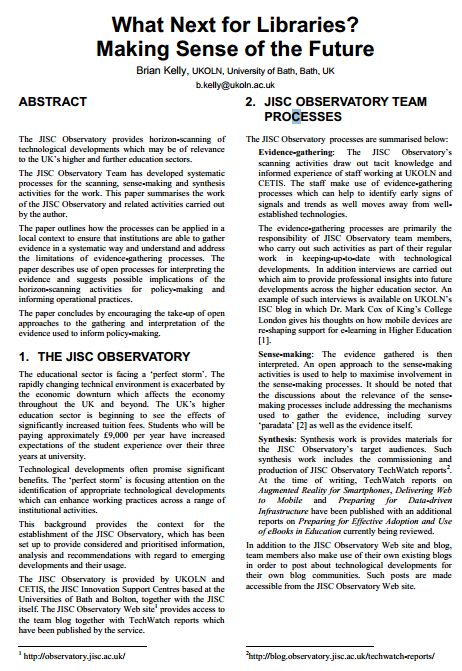 What Next for Libraries?
Making Sense of the Future
Brian Kelly, UKOLN, University of Bath, Bath, UK
b.kelly@ukoln.ac.uk
ABSTRACT
The JISC Observatory provides horizon-scanning of
technological developments which may be of relevance
to the UK's higher and further education sectors.
The JISC Observatory Team has developed systematic
processes for the scanning, sense-making and synthesis
activities for the work. This paper summarises the work
of the JISC Observatory and related activities carried out
by the author.
The paper outlines how the processes can be applied in a
local context to ensure that institutions are able to gather
evidence in a systematic way and understand and address
the limitations of evidence-gathering processes. The
paper describes use of open processes for interpreting the
evidence and suggests possible implications of the
horizon-scanning activities for policy-making and
informing operational practices.
The paper concludes by encouraging the take-up of open
approaches to the gathering and interpretation of the
evidence used to inform policy-making.
1. THE JISC OBSERVATORY
The educational sector is facing a 'perfect storm'. The
rapidly changing technical environment is exacerbated by
the economic downturn which affects the economy
throughout the UK and beyond. The UK's higher
education sector is beginning to see the effects of
significantly increased tuition fees. Students who will be
paying approximately £9,000 per year have increased
expectations of the student experience over their three
years at university.
Technological developments often promise significant
benefits. The 'perfect storm' is focusing attention on the
identification of appropriate technological developments
which can enhance working practices across a range of
institutional activities.
This background provides the context for the
establishment of the JISC Observatory, which has been
set up to provide considered and prioritised information,
analysis and recommendations with regard to emerging
developments and their usage.
The JISC Observatory is provided by UKOLN and
CETIS, the JISC Innovation Support Centres based at the
Universities of Bath and Bolton, together with the JISC
itself. The JISC Observatory Web site1 provides access to
the team blog together with TechWatch reports which
have been published by the service.
1 http://observatory.jisc.ac.uk/
2. JISC OBSERVATORY TEAM
PROCESSES
The JISC Observatory processes are summarised below:
Evidence-gathering: The JISC Observatory's
scanning activities draw out tacit knowledge and
informed experience of staff working at UKOLN and
CETIS. The staff make use of evidence-gathering
processes which can help to identify early signs of
signals and trends as well moves away from well-
established technologies.
The evidence-gathering processes are primarily the
responsibility of JISC Observatory team members,
who carry out such activities as part of their regular
work in keeping-up-to-date with technological
developments. In addition interviews are carried out
which aim to provide professional insights into future
developments across the higher education sector. An
example of such interviews is available on UKOLN's
ISC blog in which Dr. Mark Cox of King's College
London gives his thoughts on how mobile devices are
re-shaping support for e-learning in Higher Education
[1].
Sense-making: The evidence gathered is then
interpreted. An open approach to the sense-making
activities is used to help to maximise involvement in
the sense-making processes. It should be noted that
the discussions about the relevance of the sense-
making processes include addressing the mechanisms
used to gather the evidence, including survey
'paradata' [2] as well as the evidence itself.
Synthesis: Synthesis work is provides materials for
the JISC Observatory's target audiences. Such
synthesis work includes the commissioning and
production of JISC Observatory TechWatch reports2.
At the time of writing, TechWatch reports on
Augmented Reality for Smartphones, Delivering Web
to Mobile and Preparing for Data-driven
Infrastructure have been published with an additional
reports on Preparing for Effective Adoption and Use
of eBooks in Education currently being reviewed.
In addition to the JISC Observatory Web site and blog,
team members also make use of their own existing blogs
in order to post about technological developments for
their own blog communities. Such posts are made
accessible from the JISC Observatory Web site.
2http://blog.observatory.jisc.ac.uk/techwatch-reports/